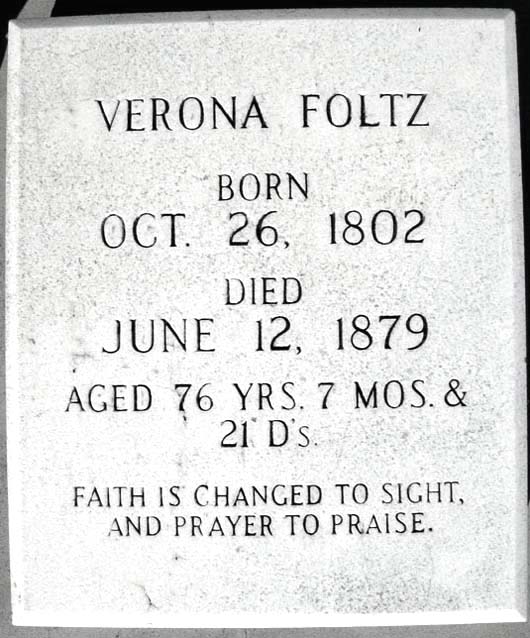 VERONA FOLTZ
BORN
OCT. 26, 1802
DIED
JUNE 12, 1879
AGED 76 YRS. 7 MOS. &
21 D's.
FAITH IS CHANGED TO SIGHT,
AND PRAYER TO PRAISE.